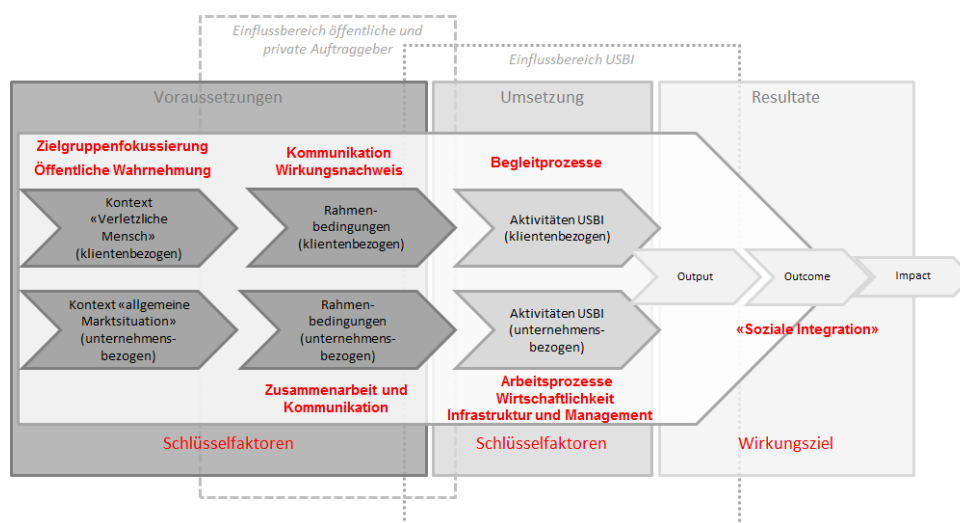 Einflussbereich öffentliche und
private Auftraggeber
Einflussbereich USBI
Voraussetzungen
Umsetzung
Resultate
Zielgruppenfokussierung
Öffentliche Wahrnehmung
Kommunikation
Wirkungsnachweis
Begleitprozesse
Kontext
«Verletzliche
Mensch»
(klientenbezogen)
Rahmen-
bedingungen
(klientenbezogen)
Aktivitäten USBI
(klientenbezogen)
Output
Outcome
Impact
Kontext «allgemeine
Marktsituation»
(unternehmens-
bezogen)
Rahmen-
bedingungen
(unternehmens-
bezogen)
Aktivitäten USBI
(unternehmens-
bezogen)
«Soziale Integration»
Zusammenarbeit und
Kommunikation
Arbeitsprozesse
Wirtschaftlichkeit
Infrastruktur und Management
Schlüsselfaktoren
Schlüsselfaktoren
Wirkungsziel